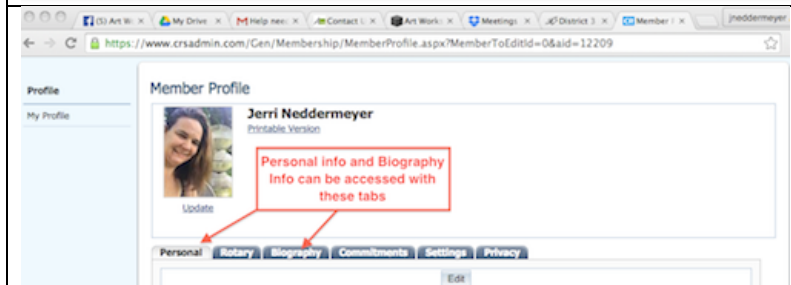 (5) Art W
My Drive
Help nee
Contact L
Art Work
Meetings
District 5
Member
jneddermeyer
https://www.crsadmin.com/Gen/Membership/MemberProfile.aspx?MemberToEditId=0&aid=12209
Profile
My Profile
Member Profile
Jerri Neddermeyer
Printable Version
Personal info and Biography
Info can be accessed with
these tabs
Update
Personal Rotary Biography Commitments Settings Privacy
Edit